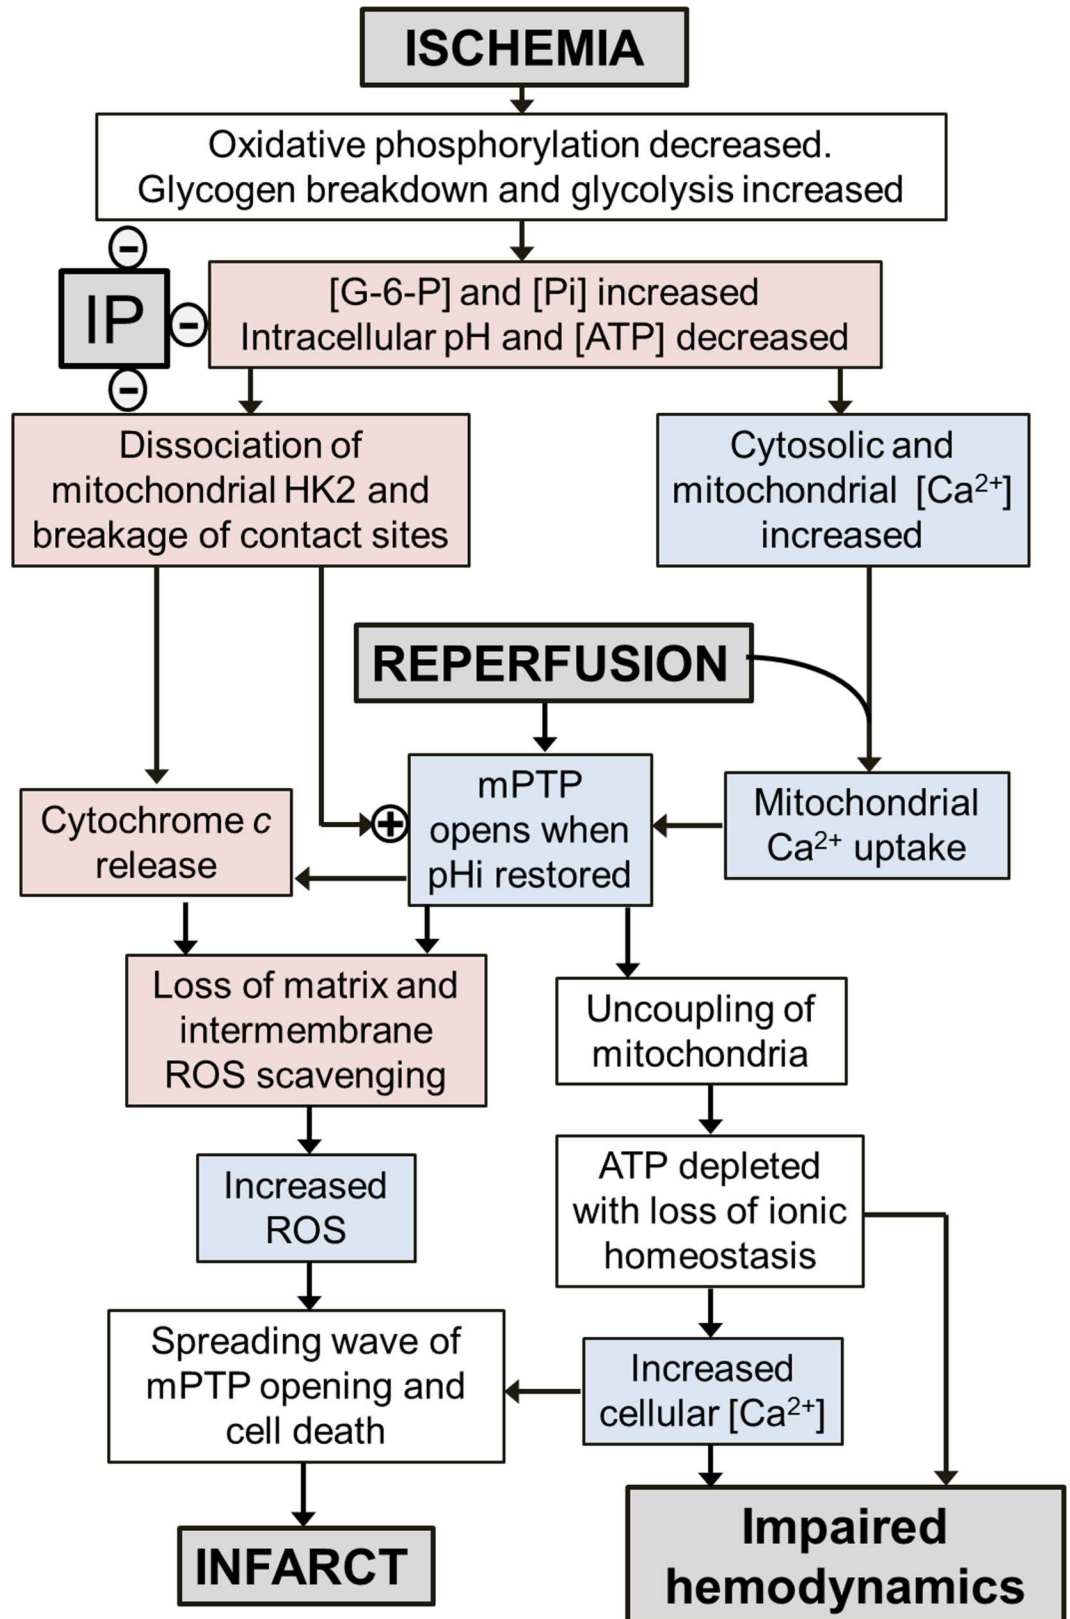 ISCHEMIA
Oxidative phosphorylation decreased.
Glycogen breakdown and glycolysis increased
-
IP
-
-
[G-6-P] and [Pi] increased
Intracellular pH and [ATP] decreased
Dissociation of
mitochondrial HK2 and
breakage of contact sites
Cytosolic and
mitochondrial [Ca²⁺]
increased
REPERFUSION
Cytochrome c
release
+
mPTP
opens when
pHi restored
Mitochondrial
Ca²⁺ uptake
Loss of matrix and
intermembrane
ROS scavenging
Uncoupling of
mitochondria
Increased
ROS
ATP depleted
with loss of ionic
homeostasis
Spreading wave of
mPTP opening and
cell death
Increased
cellular [Ca²⁺]
INFARCT
Impaired
hemodynamics